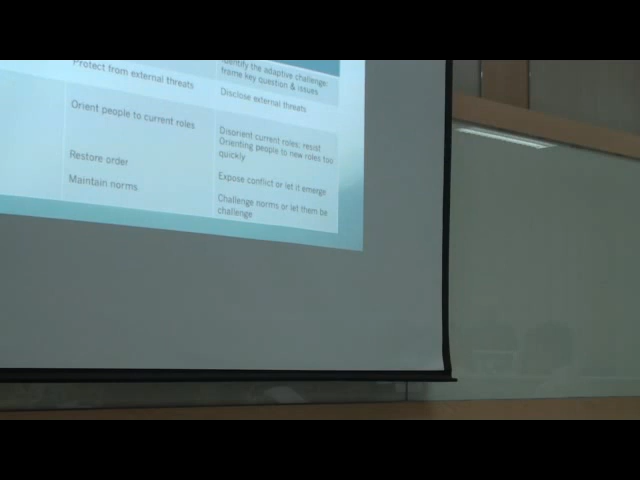 Identify the adaptive challenge;
frame key question & issues
Protect from external threats
Disclose external threats
Orient people to current roles
Disorient current roles; resist
Orienting people to new roles too
quickly
Restore order
Expose conflict or let it emerge
Maintain norms
Challenge norms or let them be
challenge